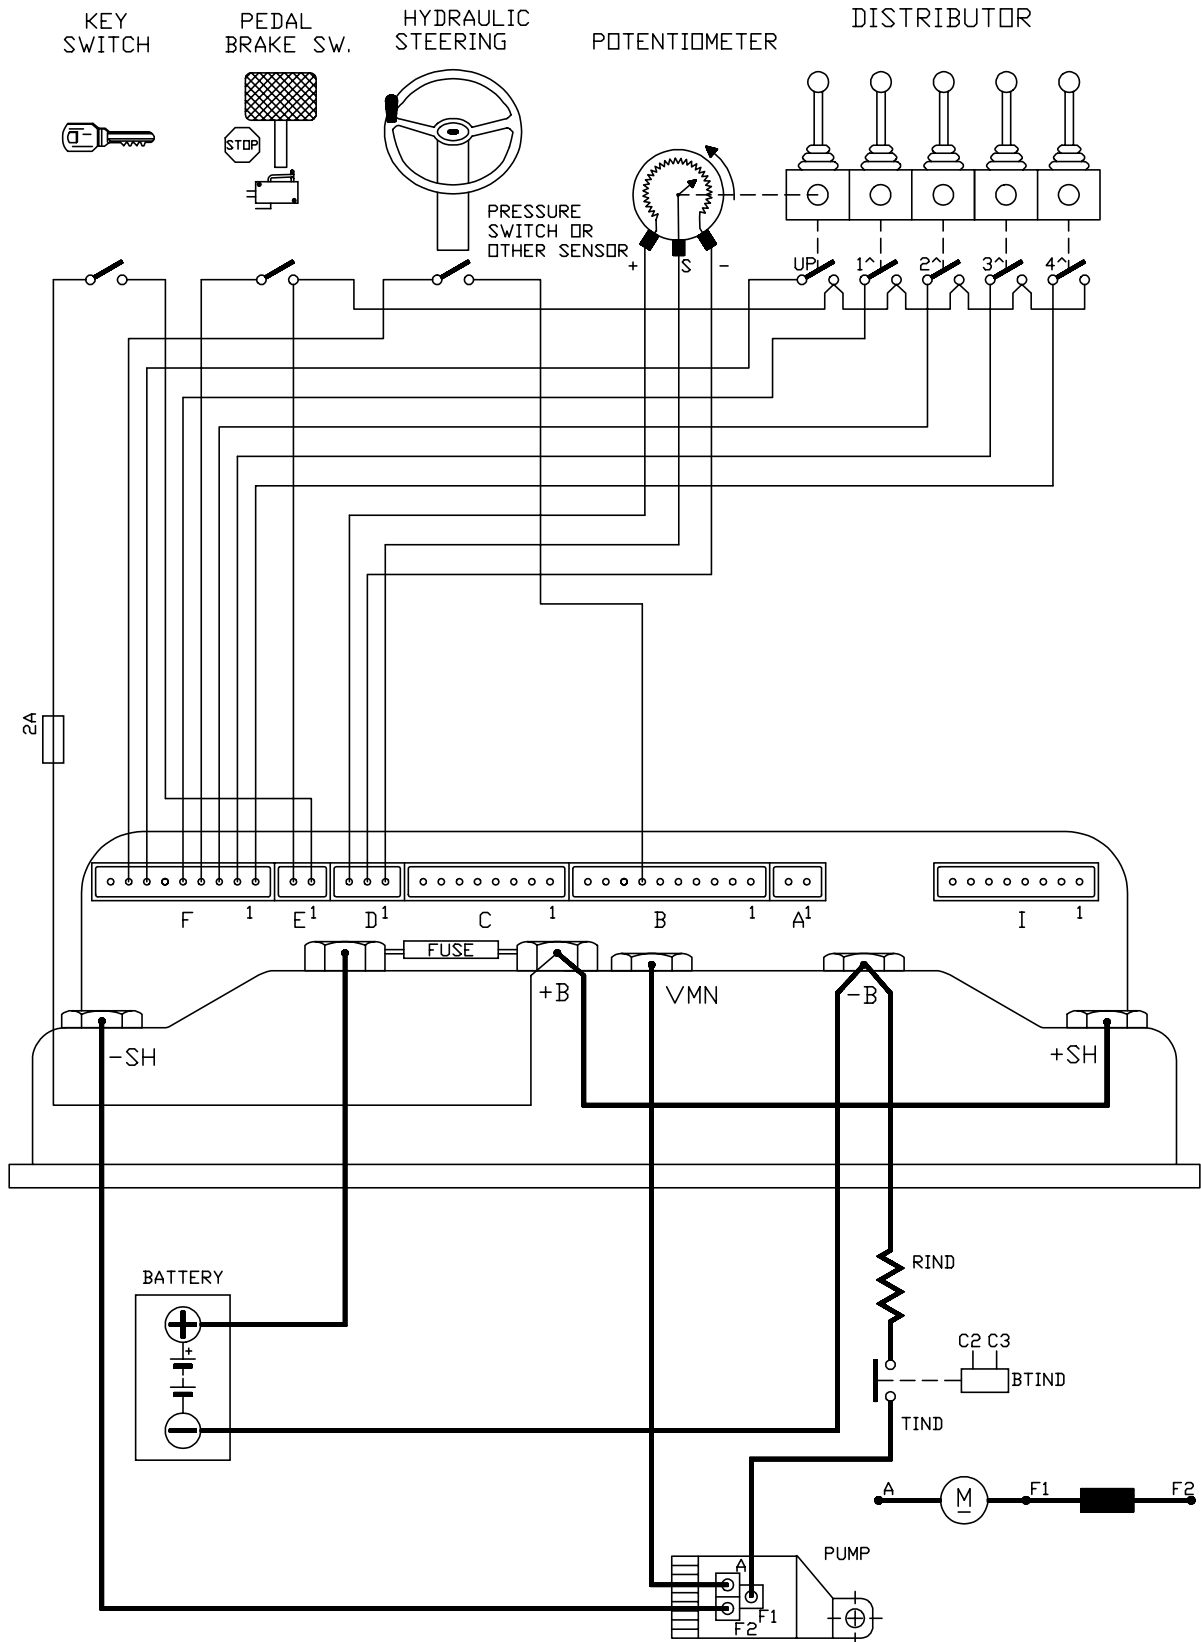 KEY
SWITCH
PEDAL
BRAKE SW.
HYDRAULIC
STEERING
POTENTIOMETER
DISTRIBUTOR
STOP
PRESSURE
SWITCH OR
OTHER SENSOR
+ S -
UP 1^ 2^ 3^ 4^
2A
F 1 E 1 D 1 C 1 B 1 A 1 I 1
FUSE
+B VMN -B
-SH +SH
BATTERY
+
RIND
C2 C3
BTIND
TIND
A M F1 F2
PUMP
A
F1
F2